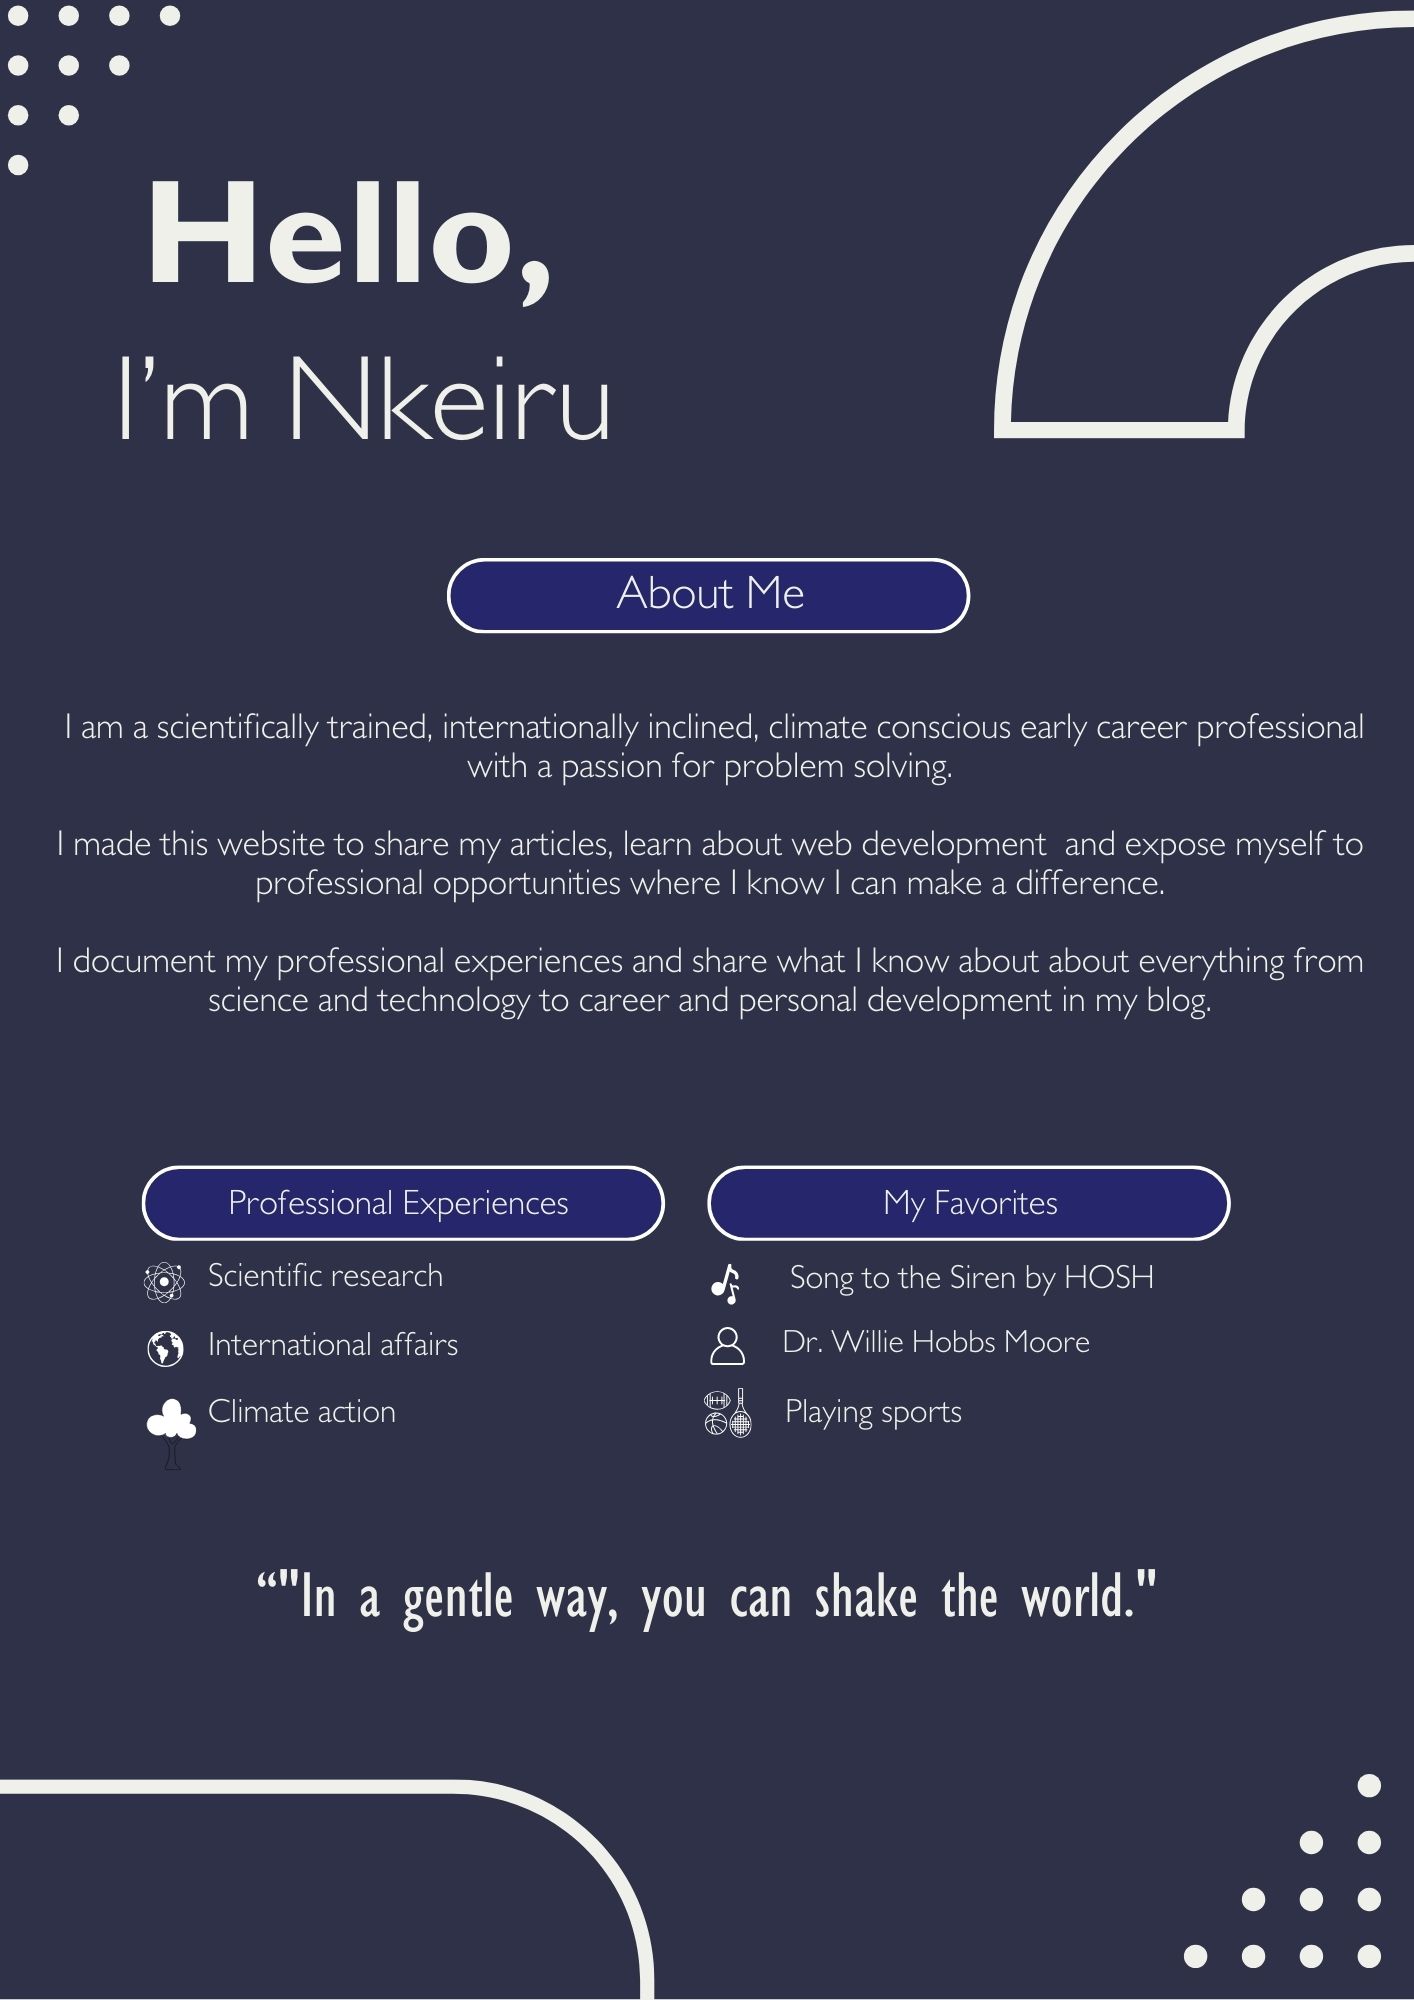 Hello,
I’m Nkeiru
About Me
I am a scientifically trained, internationally inclined, climate conscious early career professional
with a passion for problem solving.
I made this website to share my articles, learn about web development  and expose myself to
professional opportunities where I know I can make a difference.
I document my professional experiences and share what I know about about everything from
science and technology to career and personal development in my blog.
Professional Experiences
Scientific research
International affairs
Climate action
My Favorites
Song to the Siren by HOSH
Dr. Willie Hobbs Moore
Playing sports
“"In a gentle way, you can shake the world."